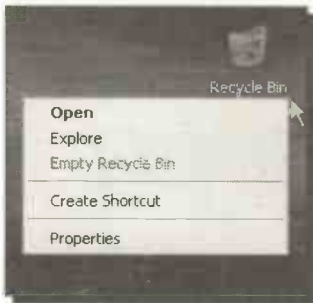 Recycle Bin
Open
Explore
Empty Recycle Bin
Create Shortcut
Properties